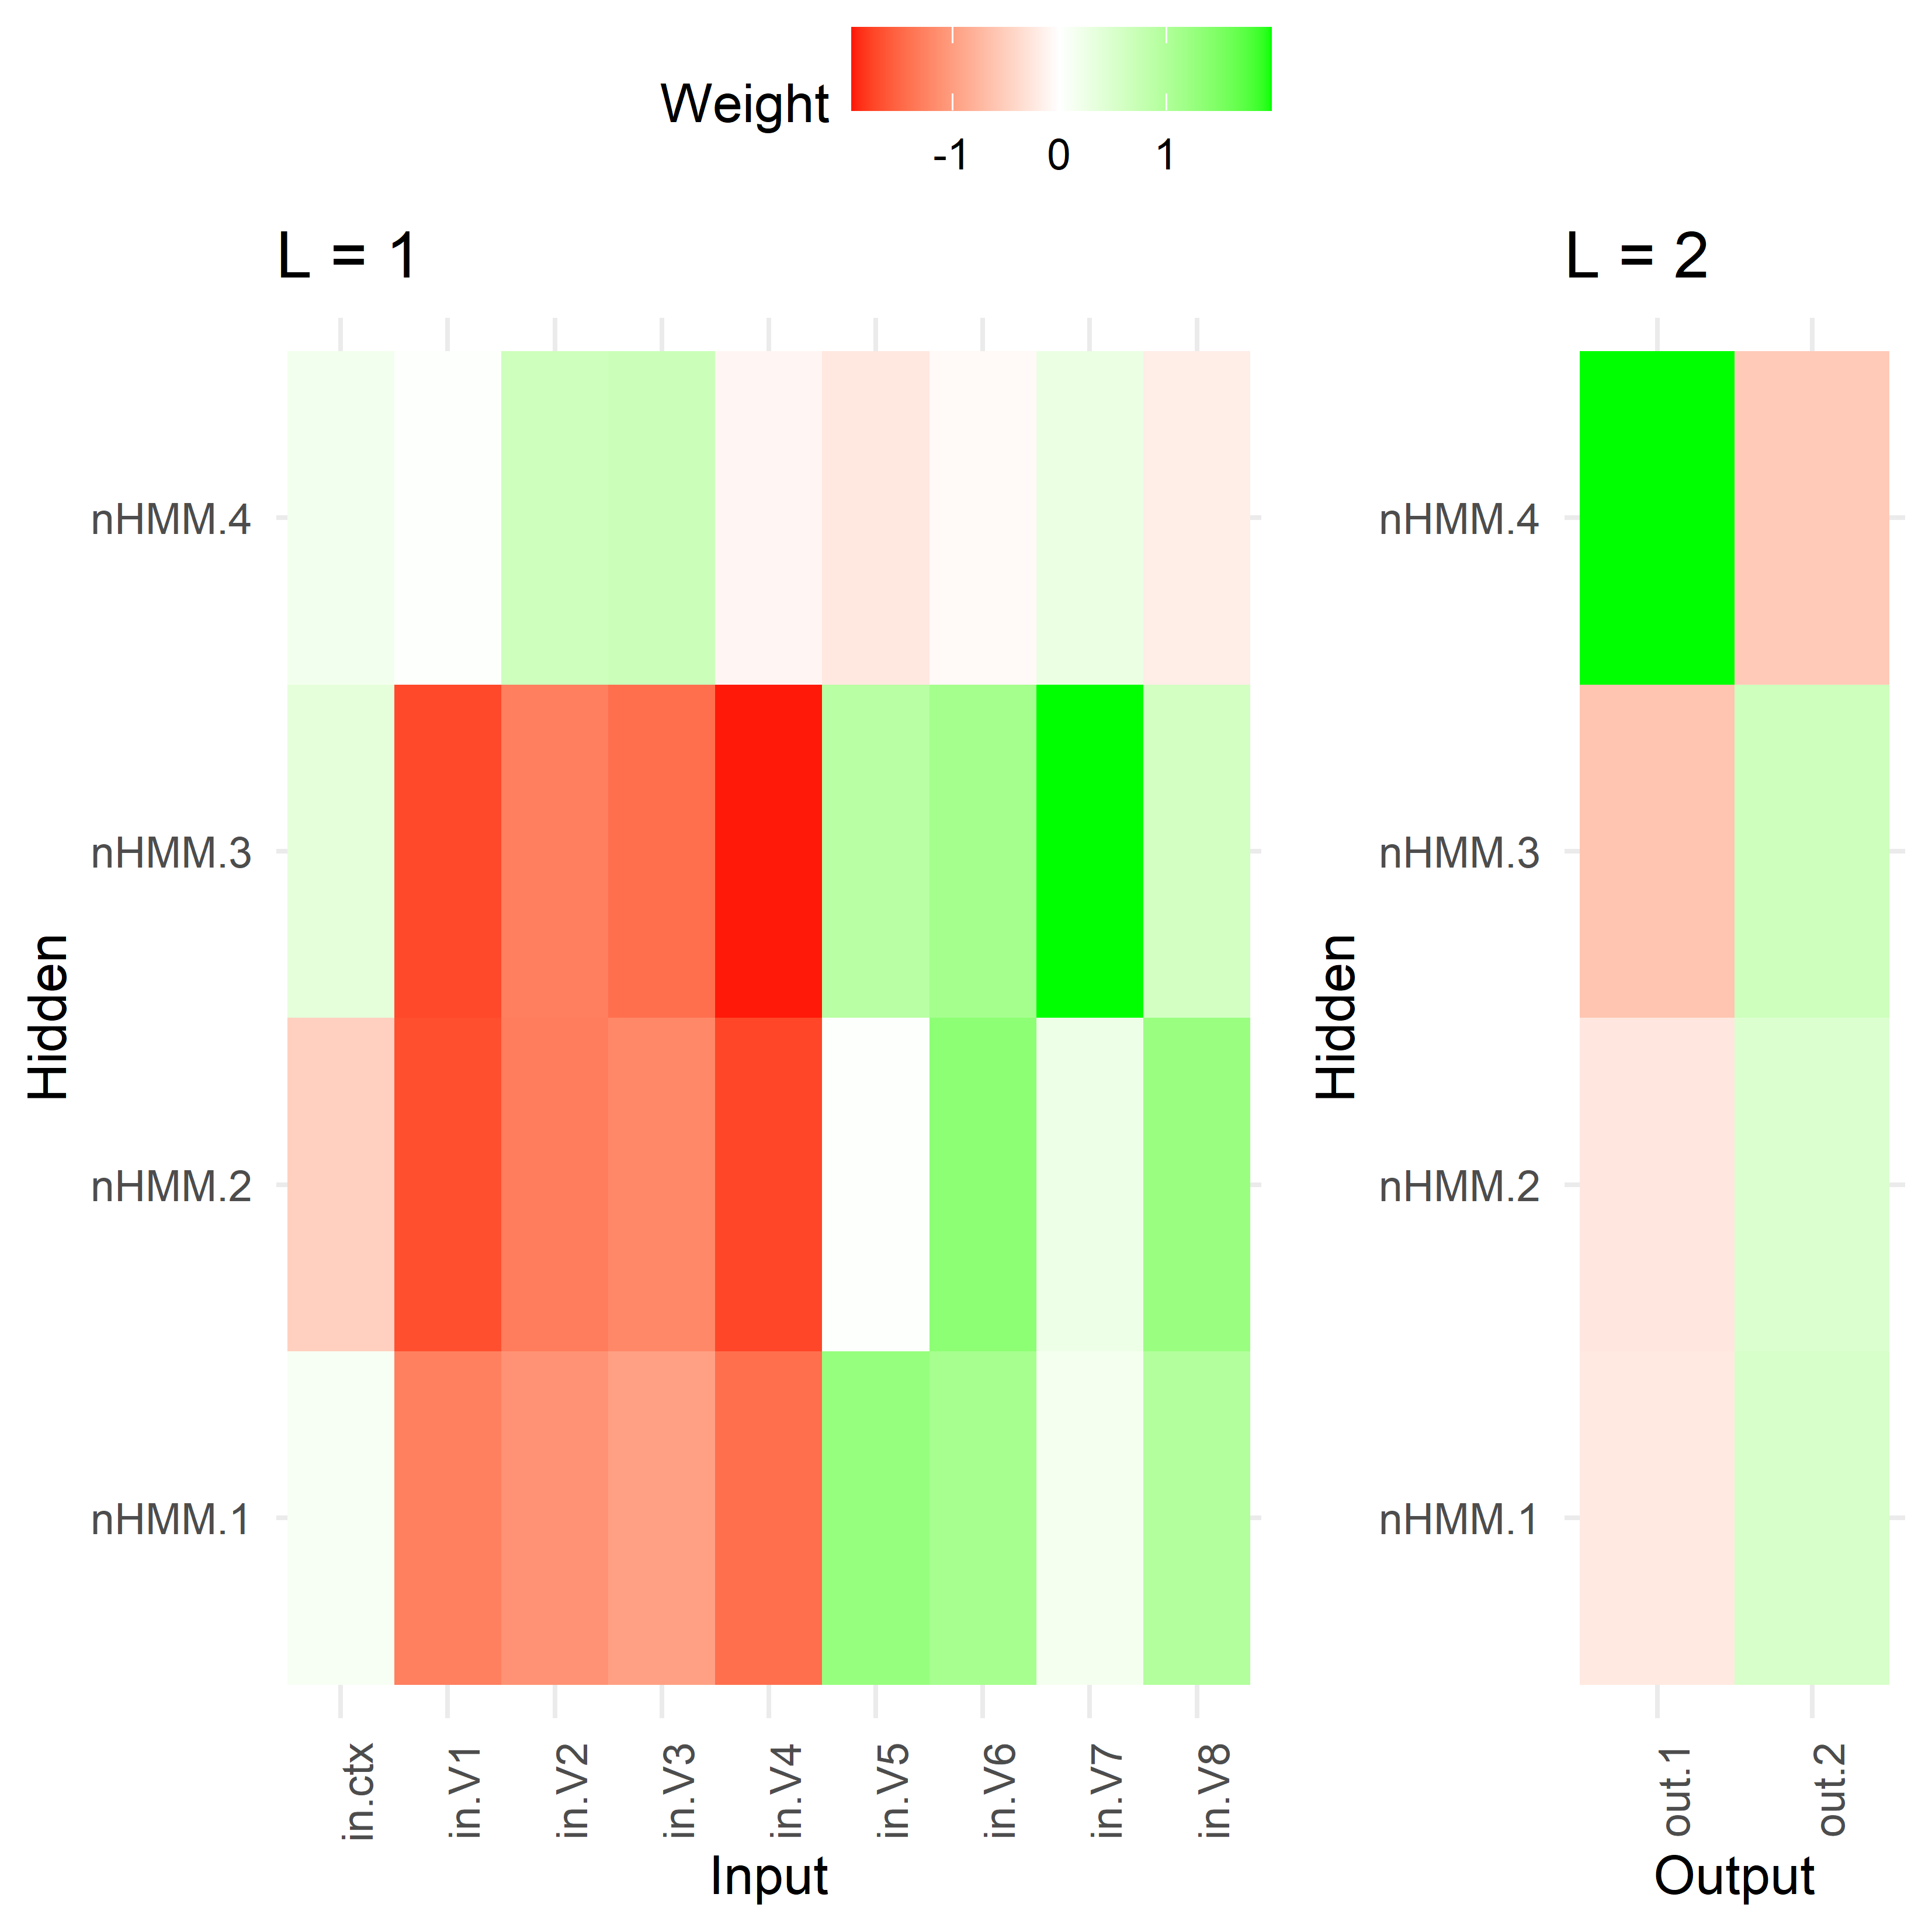 Weight
-1 0 1
L = 1
L = 2
nHMM.4
nHMM.3
nHMM.2
nHMM.1
Hidden
in.ctx
in.V1
in.V2
in.V3
in.V4
in.V5
in.V6
in.V7
in.V8
Input
nHMM.4
nHMM.3
nHMM.2
nHMM.1
Hidden
out.1
out.2
Output